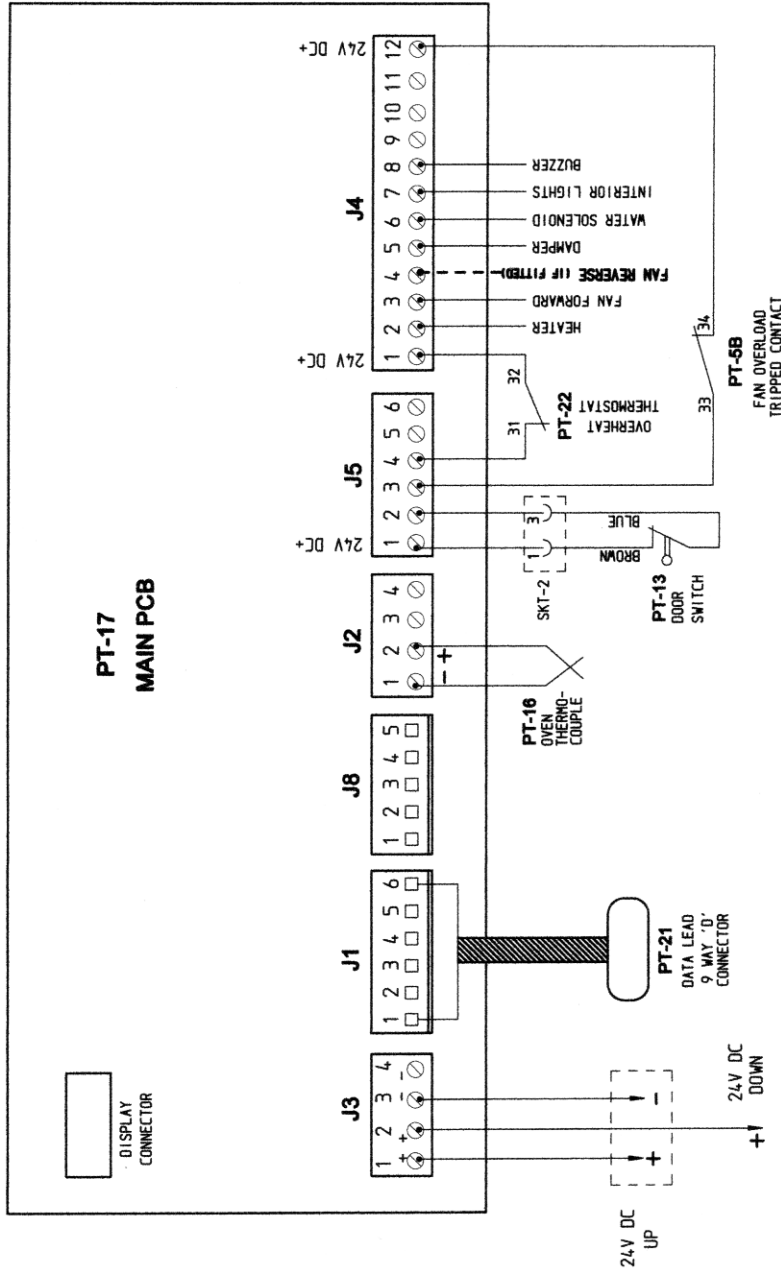 PT-17
MAIN PCB
DISPLAY
CONNECTOR
J3
1 2 3 4
+ + - -
J1
1 2 3 4 5 6
J8
1 2 3 4 5
J2
1 2 3 4
- +
J5
1 2 3 4 5 6
24V DC+
J4
1 2 3 4 5 6 7 8 9 10 11 12
24V DC+
24V DC+
HEATER
FAN FORWARD
FAN REVERSE (IF FITTED)
DAMPER
WATER SOLENOID
INTERIOR LIGHTS
BUZZER
31 32
PT-22
OVERHEAT
THERMOSTAT
33 34
PT-5B
FAN OVERLOAD
TRIPPED CONTACT
SKT-2
1 3
BROWN
BLUE
PT-13
DOOR
SWITCH
PT-16
OVEN
THERMO-
COUPLE
PT-21
DATA LEAD
9 WAY 'D'
CONNECTOR
24V DC
UP
+ -
24V DC
DOWN
+